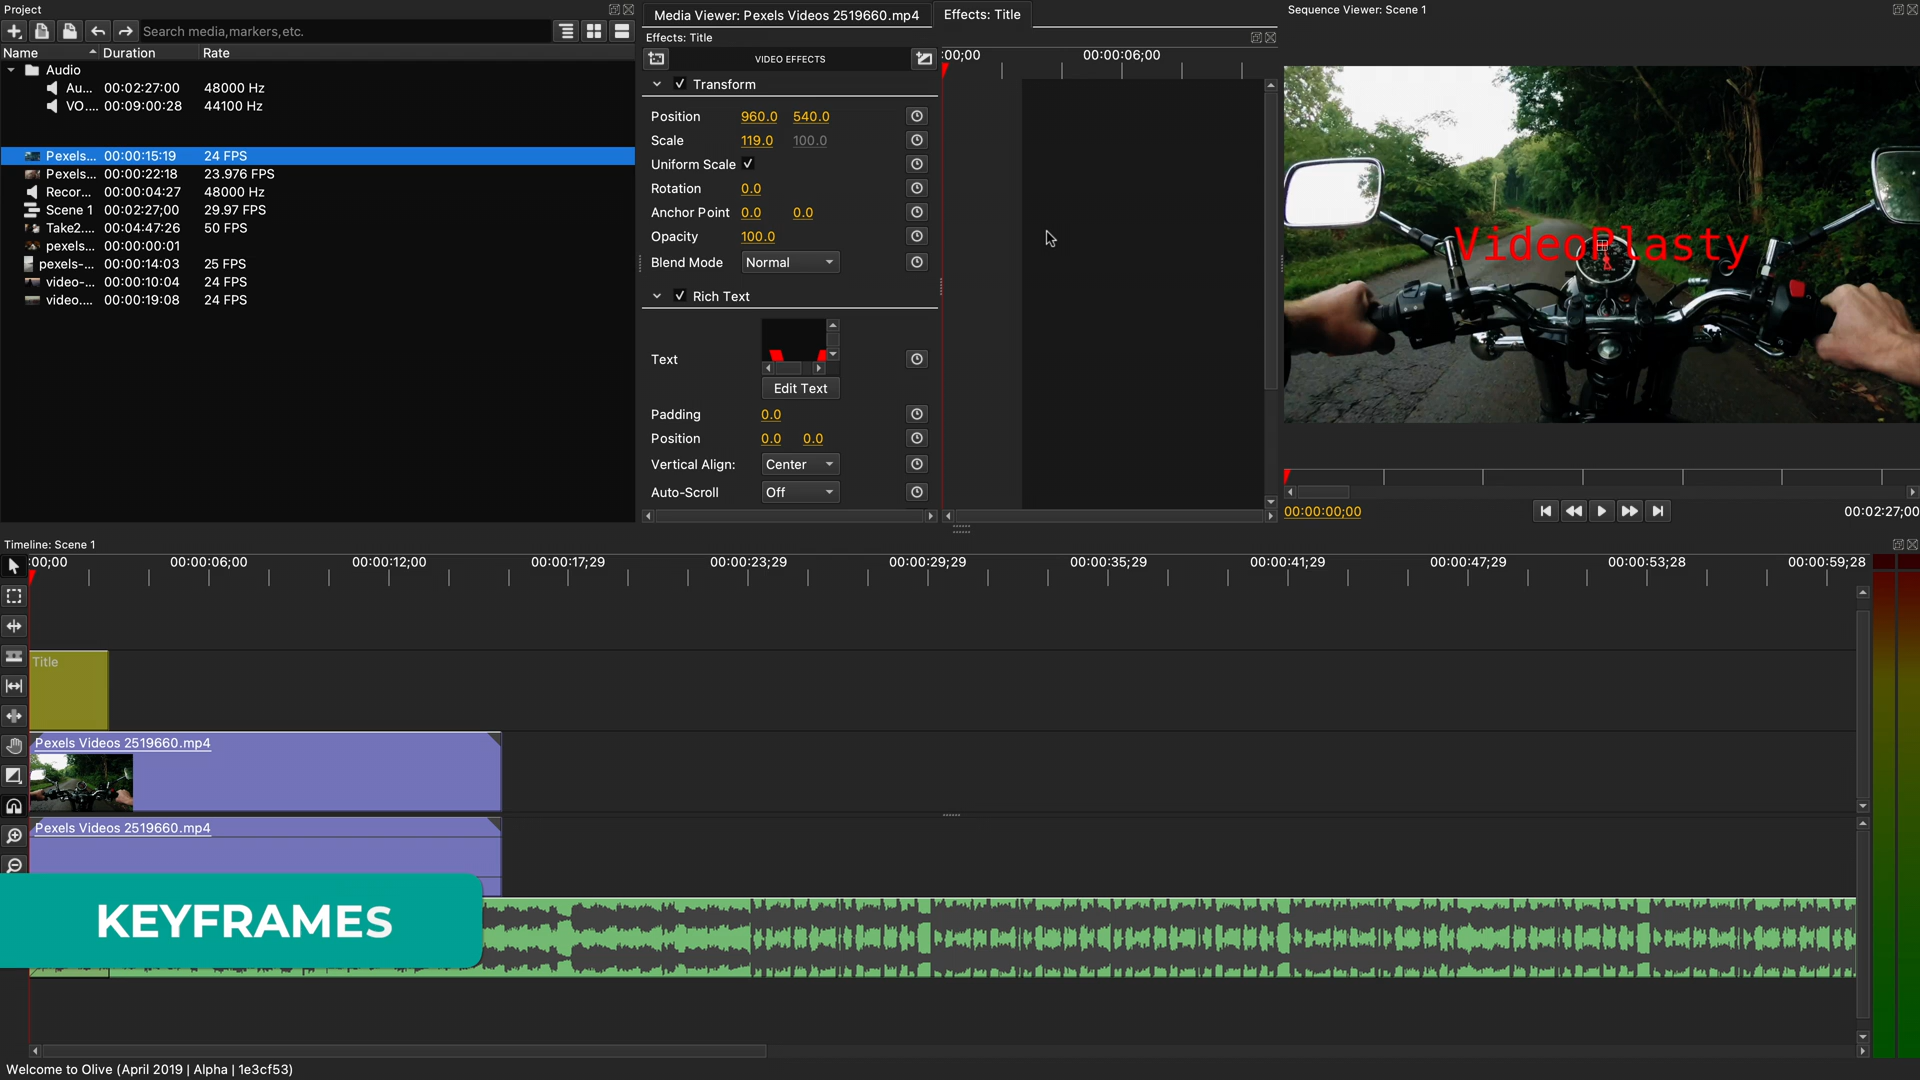 Project
Search media,markers,etc.
Name Duration Rate
Audio
Au... 00:02:27:00 48000 Hz
VO.... 00:09:00:28 44100 Hz
Pexels... 00:00:15:19 24 FPS
Pexels... 00:00:22:18 23.976 FPS
Recor... 00:00:04:27 48000 Hz
Scene 1 00:02:27;00 29.97 FPS
Take2.... 00:04:47:26 50 FPS
pexels... 00:00:00:01
pexels-... 00:00:14:03 25 FPS
video-... 00:00:10:04 24 FPS
video.... 00:00:19:08 24 FPS
Media Viewer: Pexels Videos 2519660.mp4 Effects: Title
Effects: Title
VIDEO EFFECTS
:00;00 00:00:06;00
Transform
Position 960.0 540.0
Scale 119.0 100.0
Uniform Scale
Rotation 0.0
Anchor Point 0.0 0.0
Opacity 100.0
Blend Mode Normal
Rich Text
Text
Edit Text
Padding 0.0
Position 0.0 0.0
Vertical Align: Center
Auto-Scroll Off
Sequence Viewer: Scene 1
VideoPlasty
00:00:00;00 00:02:27;00
Timeline: Scene 1
:00;00 00:00:06;00 00:00:12;00 00:00:17;29 00:00:23;29 00:00:29;29 00:00:35;29 00:00:41;29 00:00:47;29 00:00:53;28 00:00:59;28
Title
Pexels Videos 2519660.mp4
Pexels Videos 2519660.mp4
KEYFRAMES
Welcome to Olive (April 2019 | Alpha | 1e3cf53)